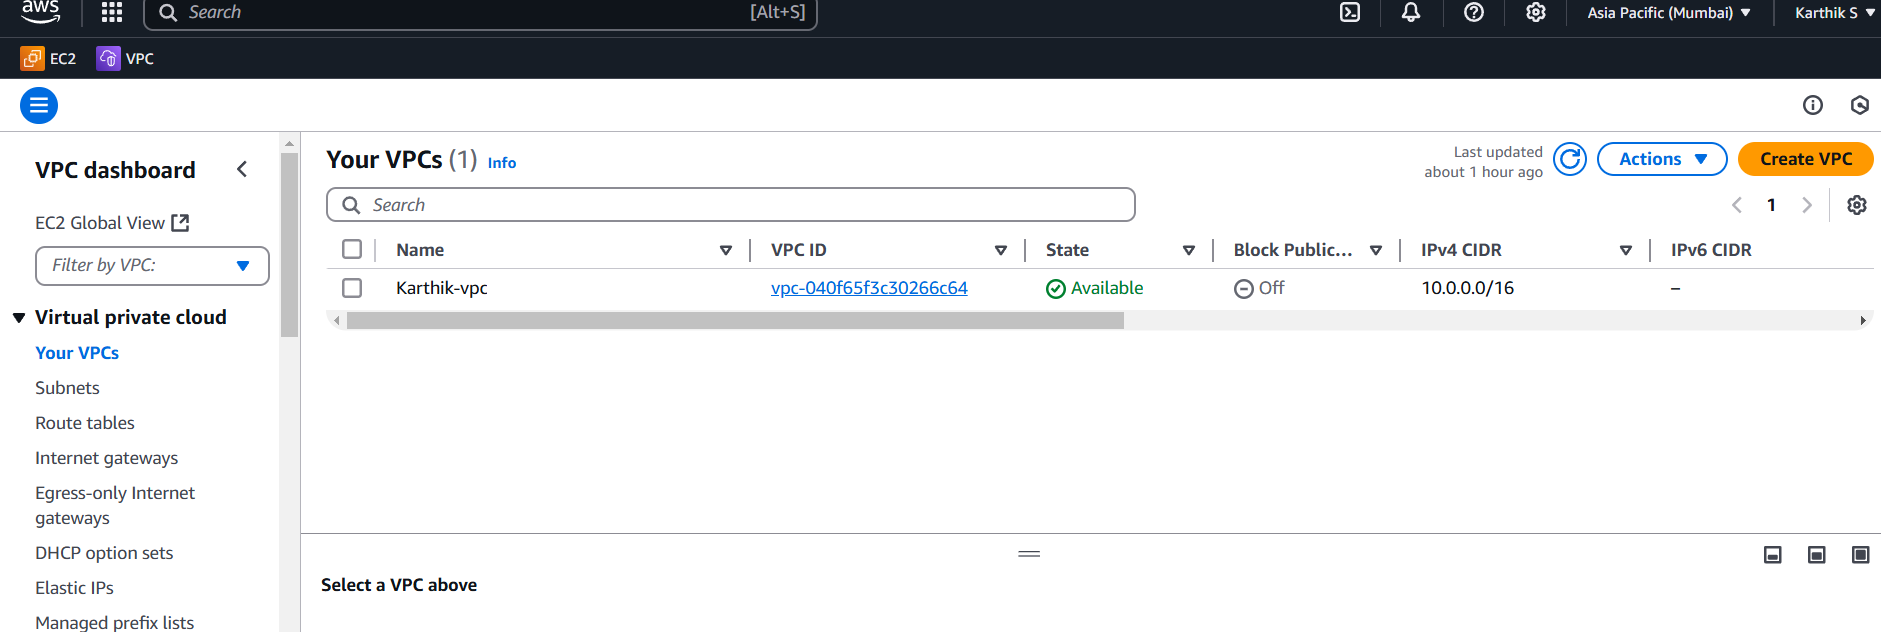 aws
Search [Alt+S]
Asia Pacific (Mumbai) Karthik S
EC2 VPC
VPC dashboard
EC2 Global View
Filter by VPC:
Virtual private cloud
Your VPCs
Subnets
Route tables
Internet gateways
Egress-only Internet
gateways
DHCP option sets
Elastic IPs
Managed prefix lists
Your VPCs (1) Info
Last updated
about 1 hour ago
Actions
Create VPC
Search
1
Name VPC ID State Block Public... IPv4 CIDR IPv6 CIDR
Karthik-vpc vpc-040f65f3c30266c64 Available Off 10.0.0.0/16 –
Select a VPC above